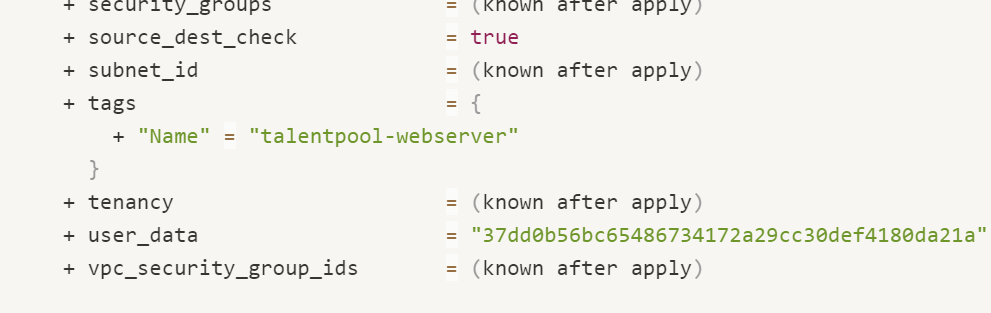 + security_groups = (known after apply)
+ source_dest_check = true
+ subnet_id = (known after apply)
+ tags = {
+ "Name" = "talentpool-webserver"
}
+ tenancy = (known after apply)
+ user_data = "37dd0b56bc65486734172a29cc30def4180da21a"
+ vpc_security_group_ids = (known after apply)